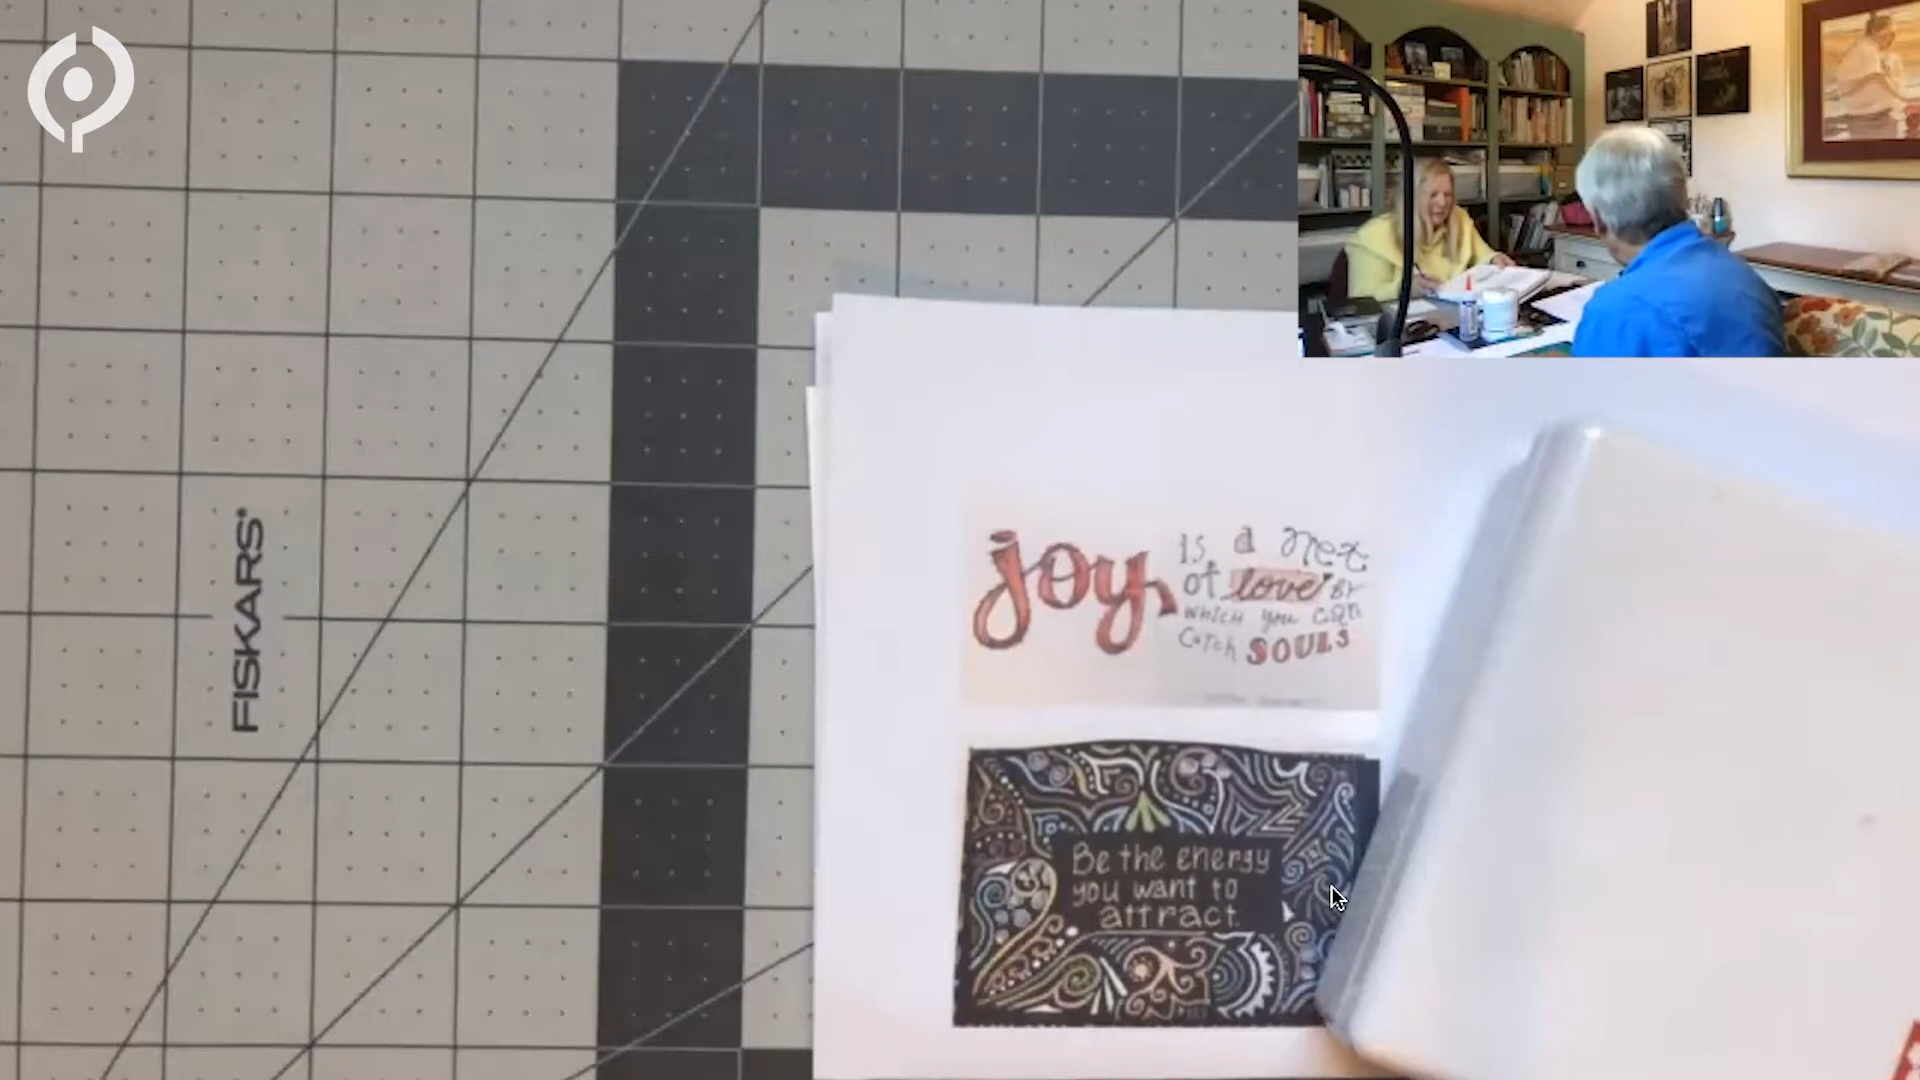 FISKARS®
joy is a net
of love BY
which you can
catch SOULS
Be the energy
you want to
attract.